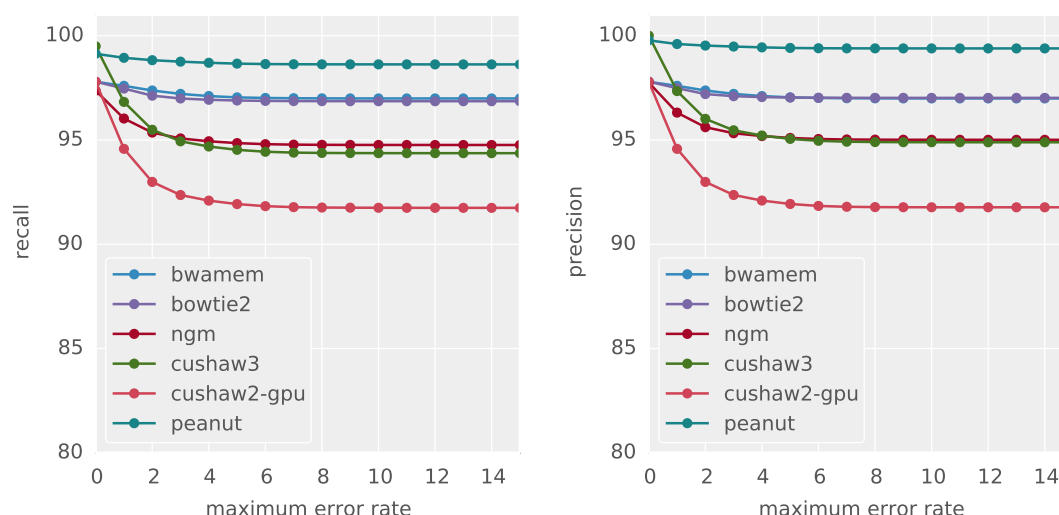 100
95
90
85
80
recall
bwamem
bowtie2
ngm
cushaw3
cushaw2-gpu
peanut
0 2 4 6 8 10 12 14
maximum error rate
100
95
90
85
80
precision
bwamem
bowtie2
ngm
cushaw3
cushaw2-gpu
peanut
0 2 4 6 8 10 12 14
maximum error rate